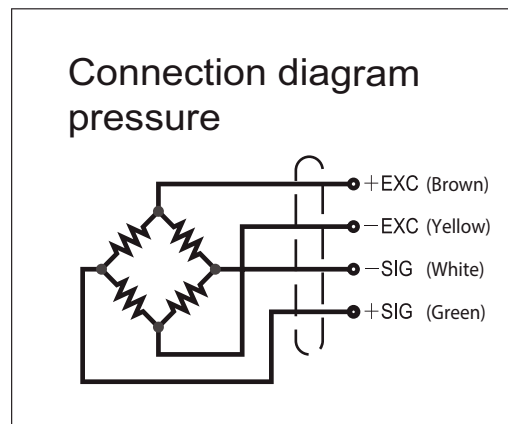 Connection diagram
pressure
+EXC (Brown)
−EXC (Yellow)
−SIG (White)
+SIG (Green)